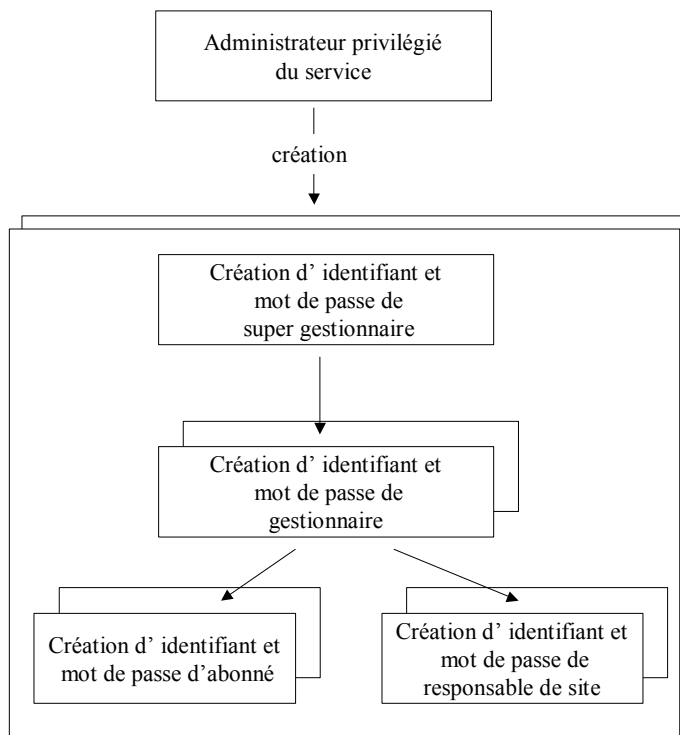 Administrateur privilégié
du service
création
Création d’ identifiant et
mot de passe de
super gestionnaire
Création d’ identifiant et
mot de passe de
gestionnaire
Création d’ identifiant et
mot de passe d’abonné
Création d’ identifiant et
mot de passe de
responsable de site